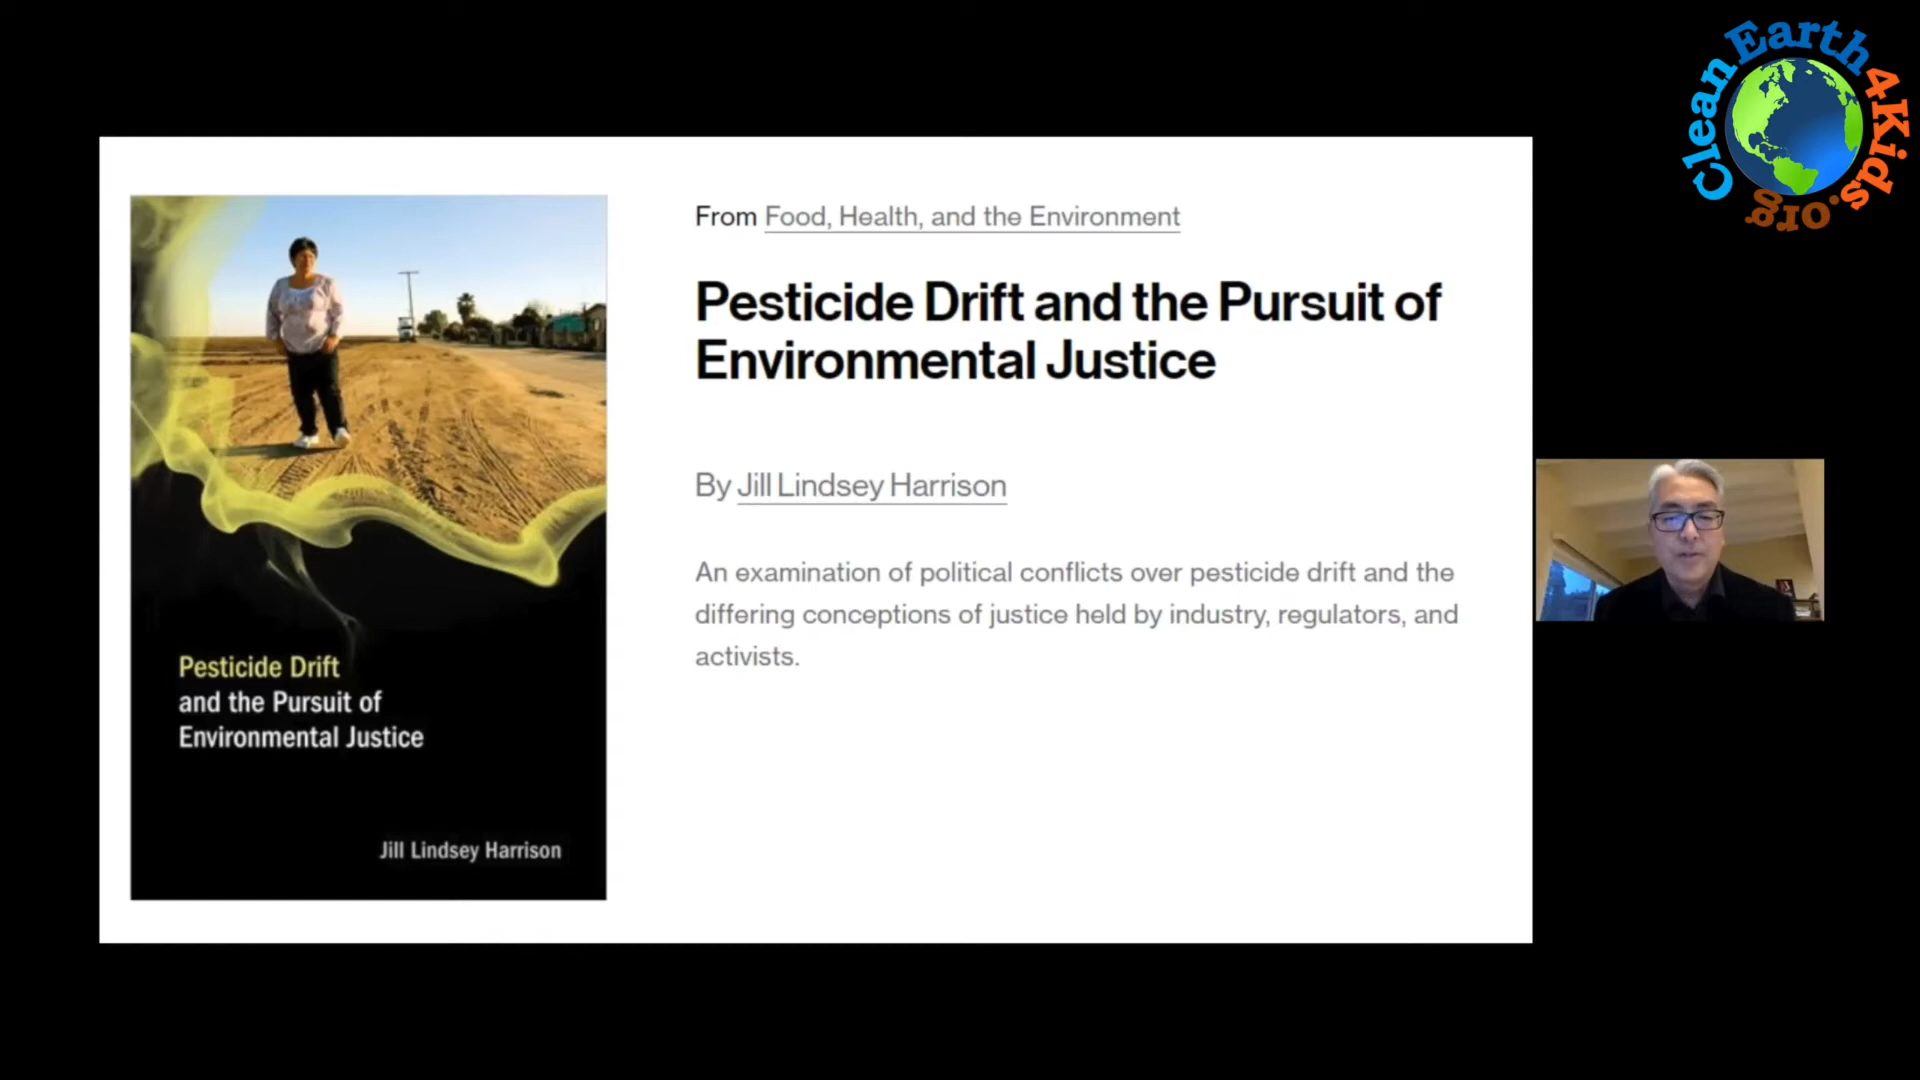 CleanEarth4Kids.org
From Food, Health, and the Environment
Pesticide Drift and the Pursuit of
Environmental Justice
By Jill Lindsey Harrison
An examination of political conflicts over pesticide drift and the
differing conceptions of justice held by industry, regulators, and
activists.
Pesticide Drift
and the Pursuit of
Environmental Justice
Jill Lindsey Harrison